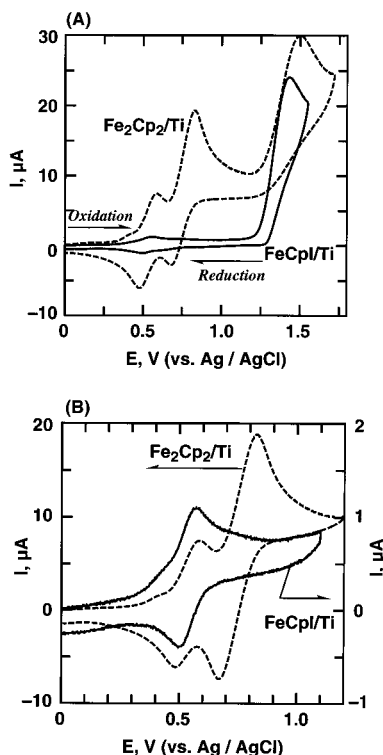 (A)
30
20
10
0
−10
I, μA
Fe2Cp2/Ti
Oxidation
FeCpI/Ti
Reduction
0 0.5 1.0 1.5
E, V (vs. Ag / AgCl)
(B)
20
10
0
−10
I, μA
Fe2Cp2/Ti
FeCpI/Ti
2
1
0
−1
I, μA
0 0.5 1.0
E, V (vs. Ag / AgCl)